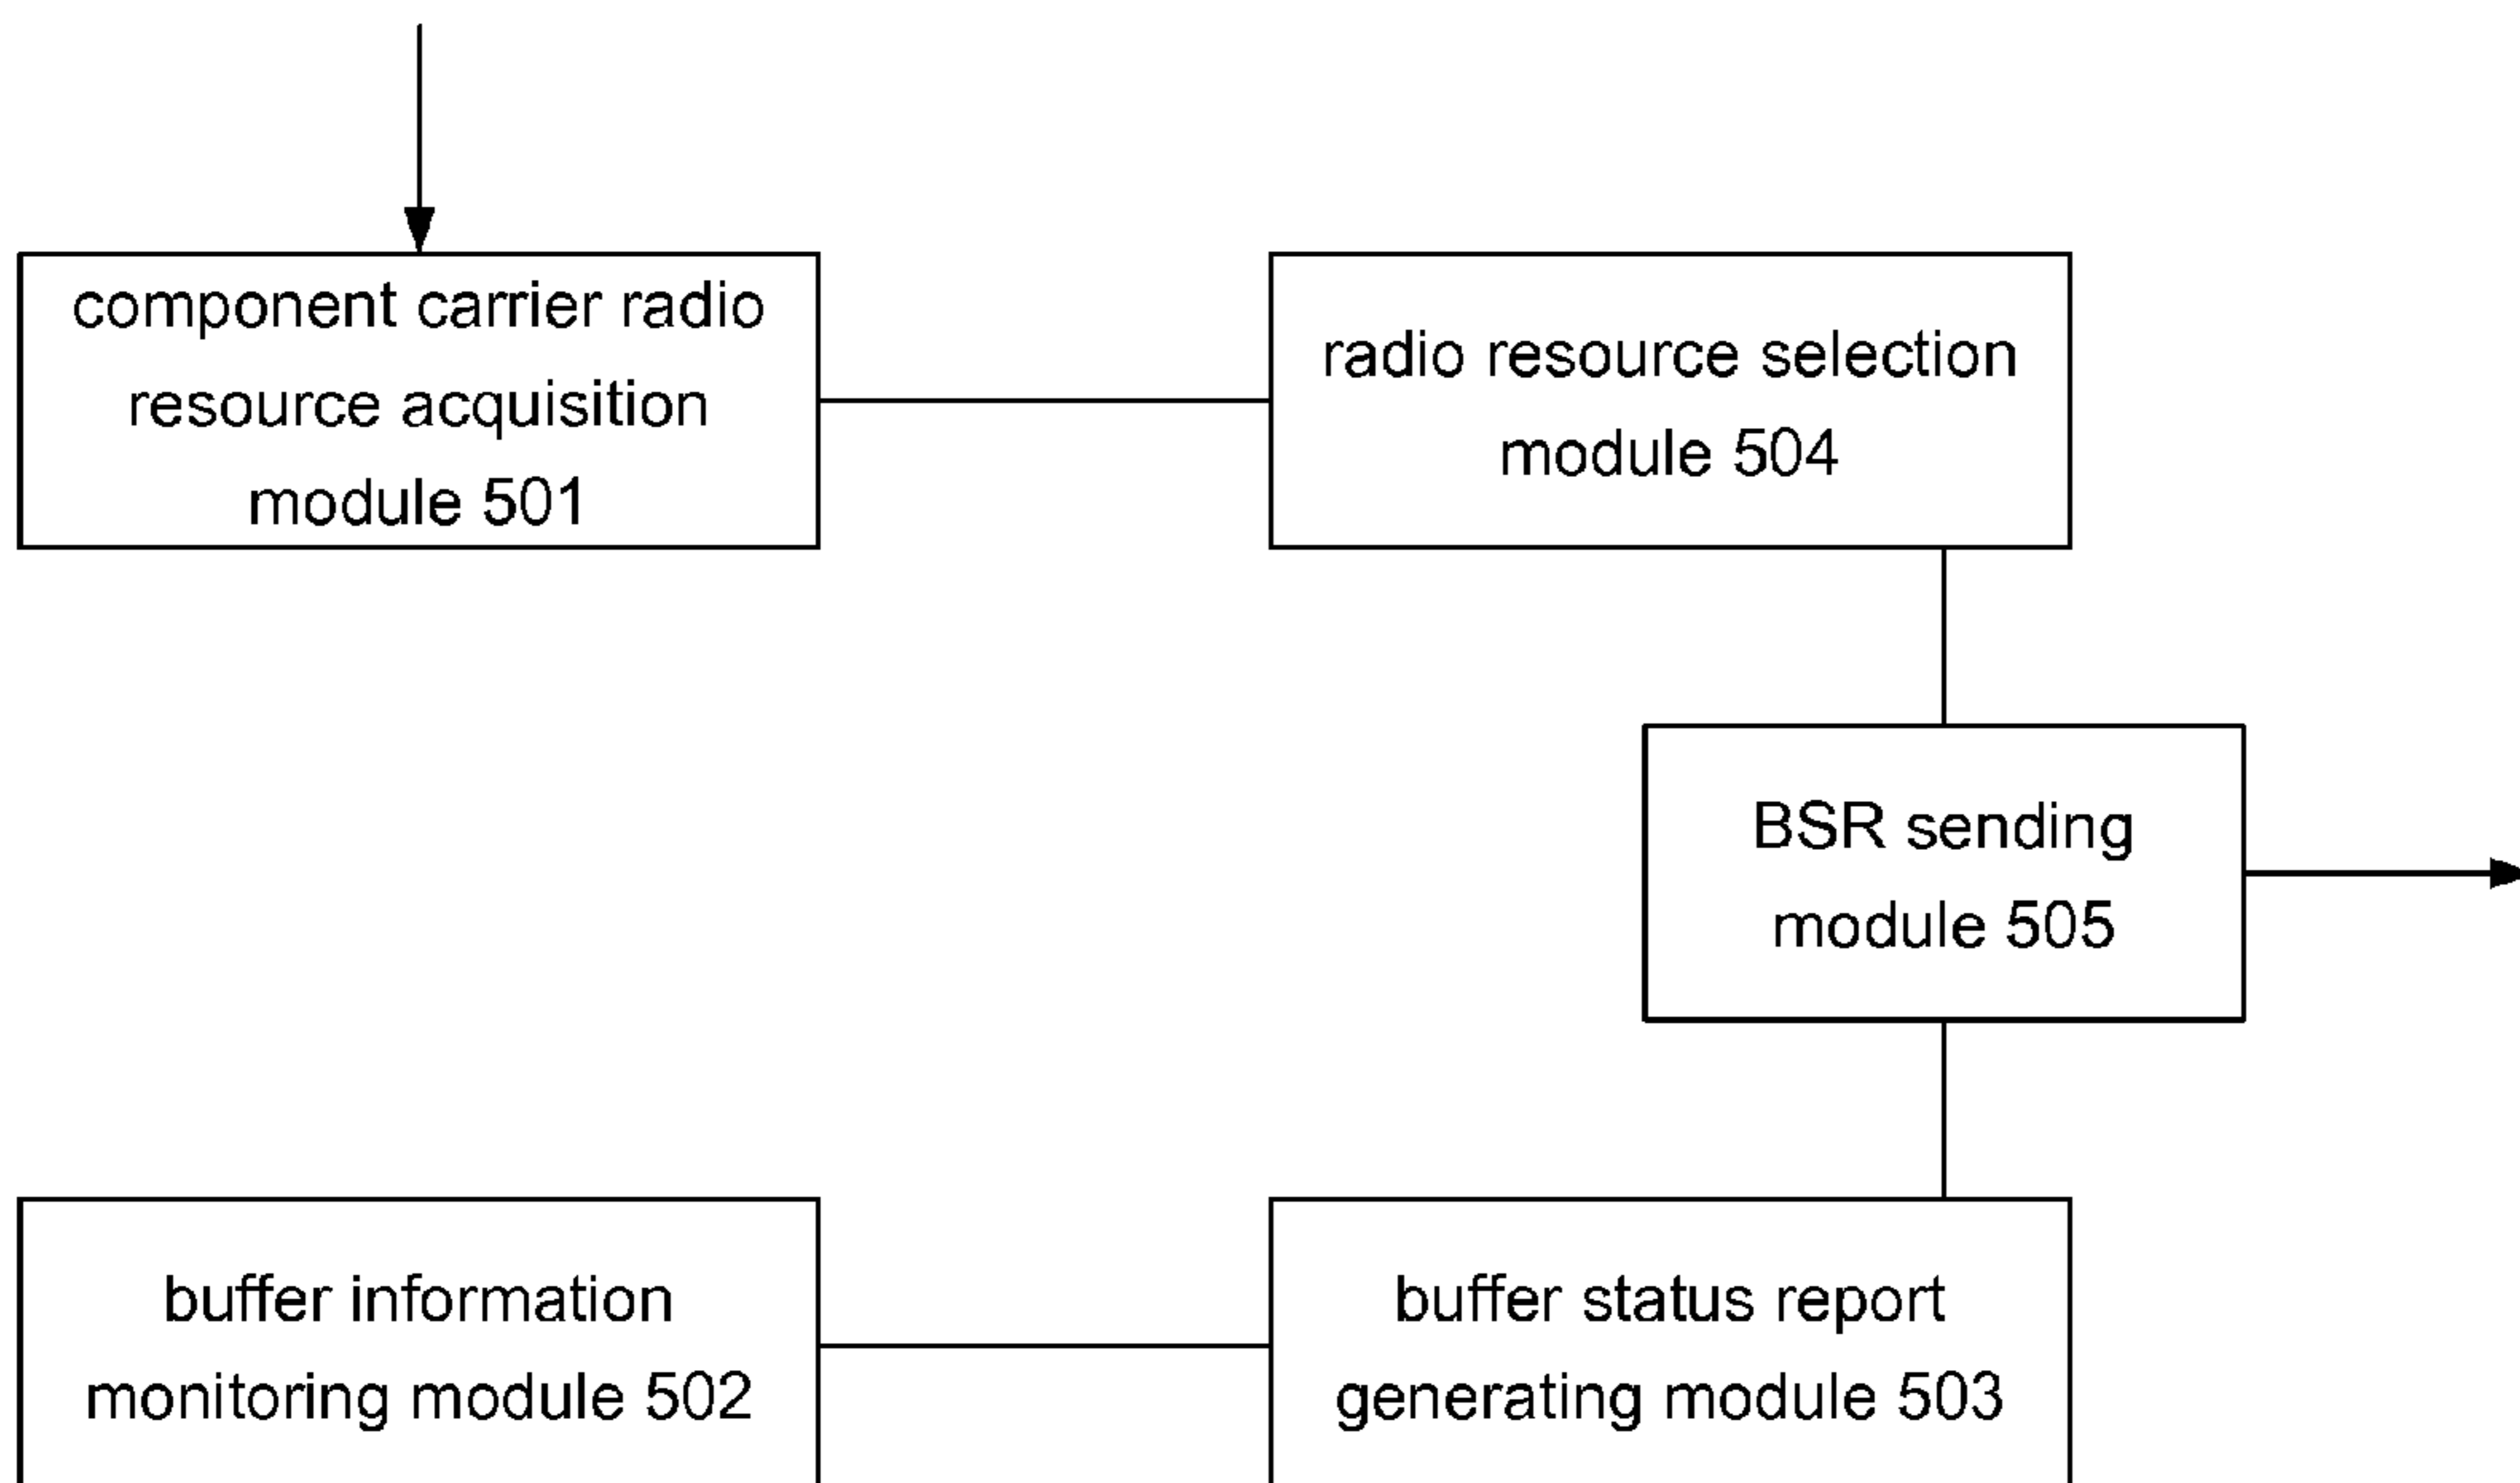 component carrier radio
resource acquisition
module 501
radio resource selection
module 504
BSR sending
module 505
buffer information
monitoring module 502
buffer status report
generating module 503